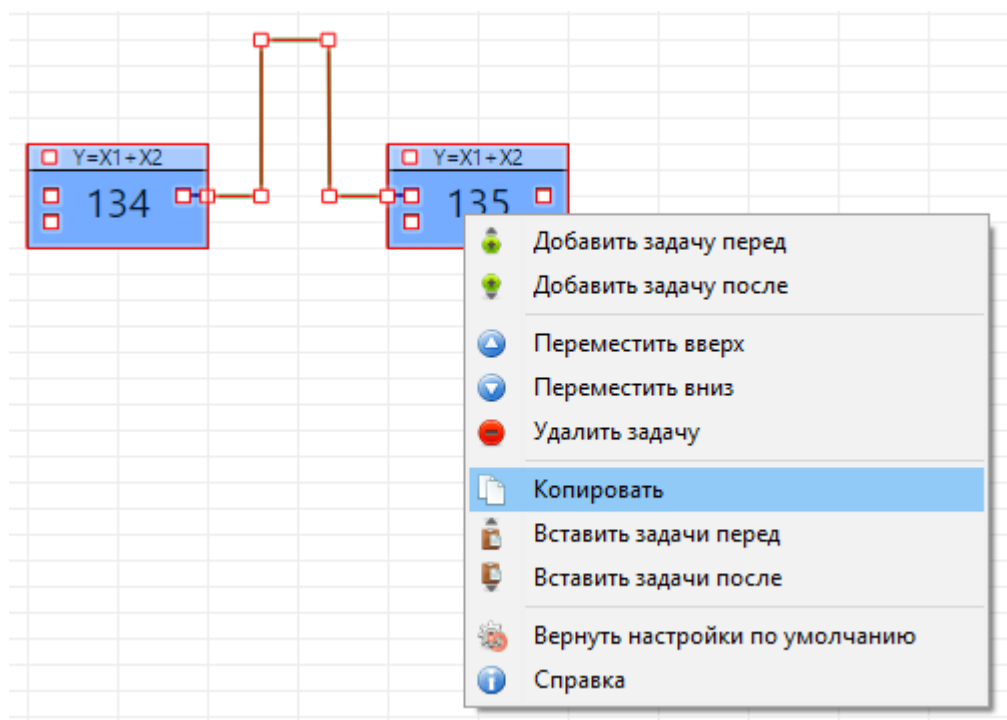 Y=X1+X2
134
Y=X1+X2
135
Добавить задачу перед
Добавить задачу после
Переместить вверх
Переместить вниз
Удалить задачу
Копировать
Вставить задачи перед
Вставить задачи после
Вернуть настройки по умолчанию
Справка